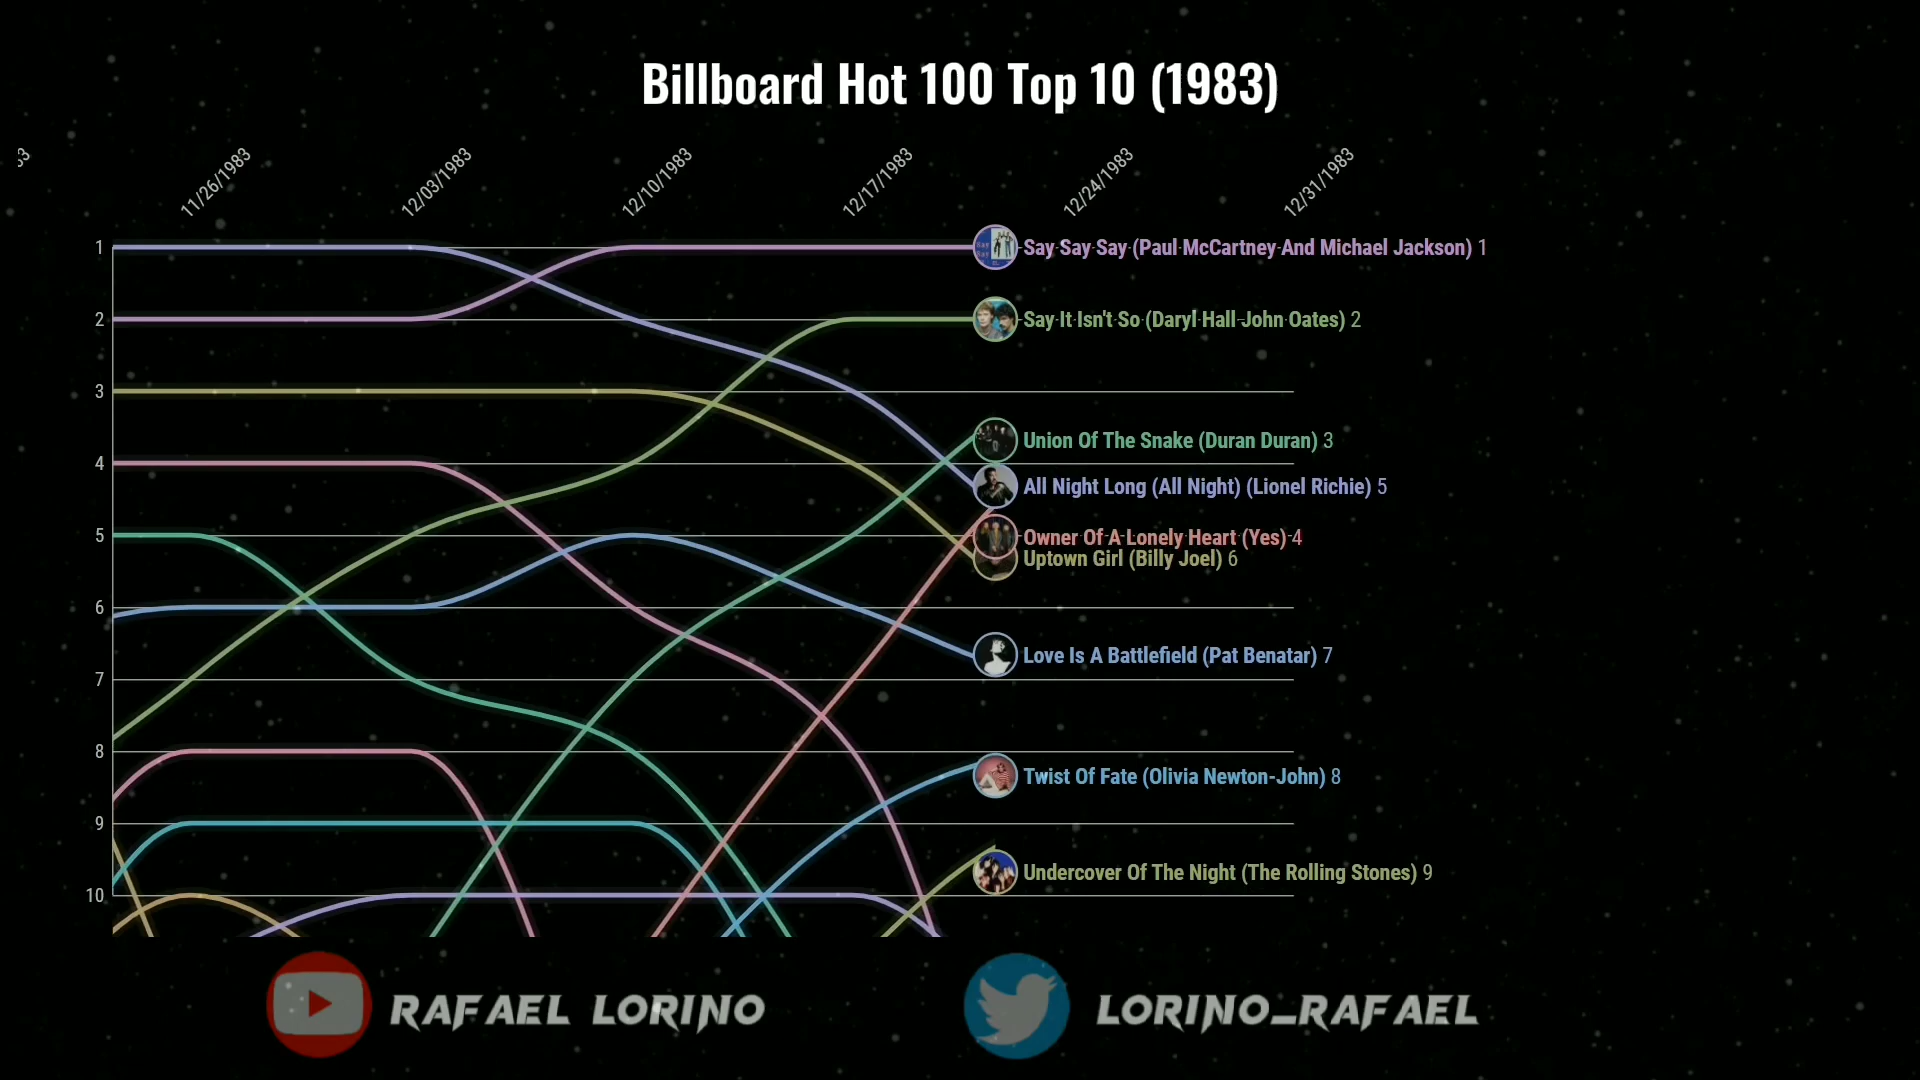 Billboard Hot 100 Top 10 (1983)
11/26/1983
12/03/1983
12/10/1983
12/17/1983
12/24/1983
12/31/1983
1
Say Say Say (Paul McCartney And Michael Jackson) 1
2
Say It Isn't So (Daryl Hall John Oates) 2
3
Union Of The Snake (Duran Duran) 3
4
All Night Long (All Night) (Lionel Richie) 5
5
Owner Of A Lonely Heart (Yes) 4
Uptown Girl (Billy Joel) 6
6
Love Is A Battlefield (Pat Benatar) 7
7
8
Twist Of Fate (Olivia Newton-John) 8
9
Undercover Of The Night (The Rolling Stones) 9
10
RAFAEL LORINO
LORINO_RAFAEL